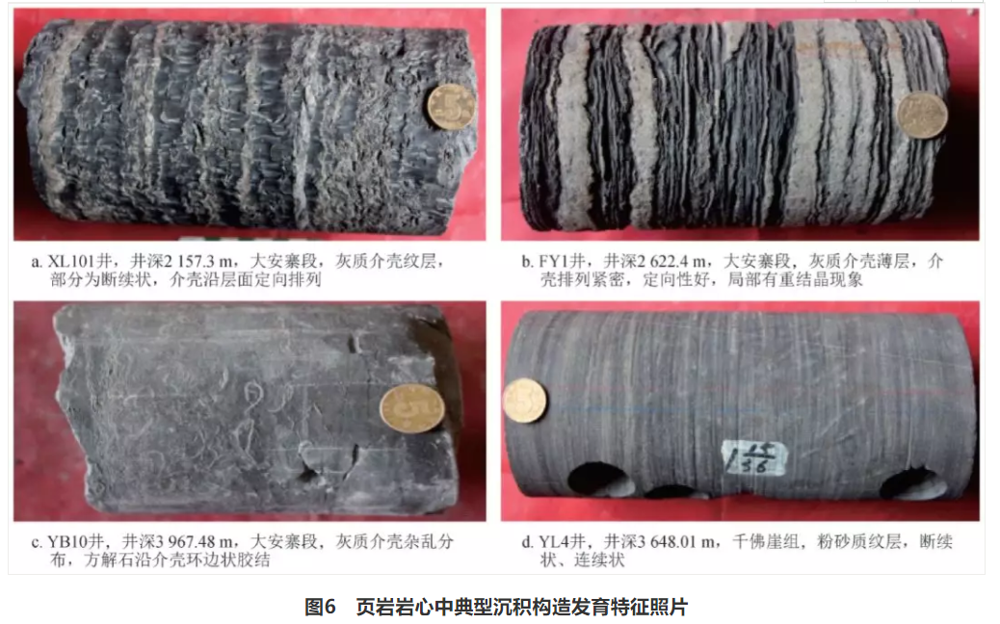 a. XL101井，井深2 157.3 m，大安寨段，灰质介壳纹层，
部分为断续状，介壳沿层面定向排列
b. FY1井，井深2 622.4 m，大安寨段，灰质介壳薄层，介
壳排列紧密，定向性好，局部有重结晶现象
c. YB10井，井深3 967.48 m，大安寨段，灰质介壳杂乱分
布，方解石沿介壳环边状胶结
d. YL4井，井深3 648.01 m，千佛崖组，粉砂质纹层，断续
状、连续状
图6 页岩岩心中典型沉积构造发育特征照片